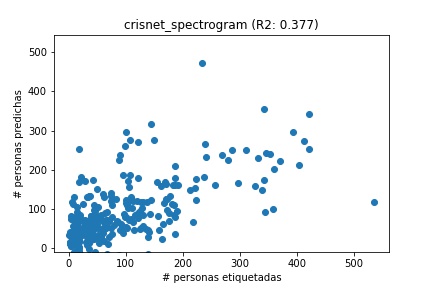 crisnet_spectrogram (R2: 0.377)
# personas predichas
500
400
300
200
100
0
0 100 200 300 400 500
# personas etiquetadas